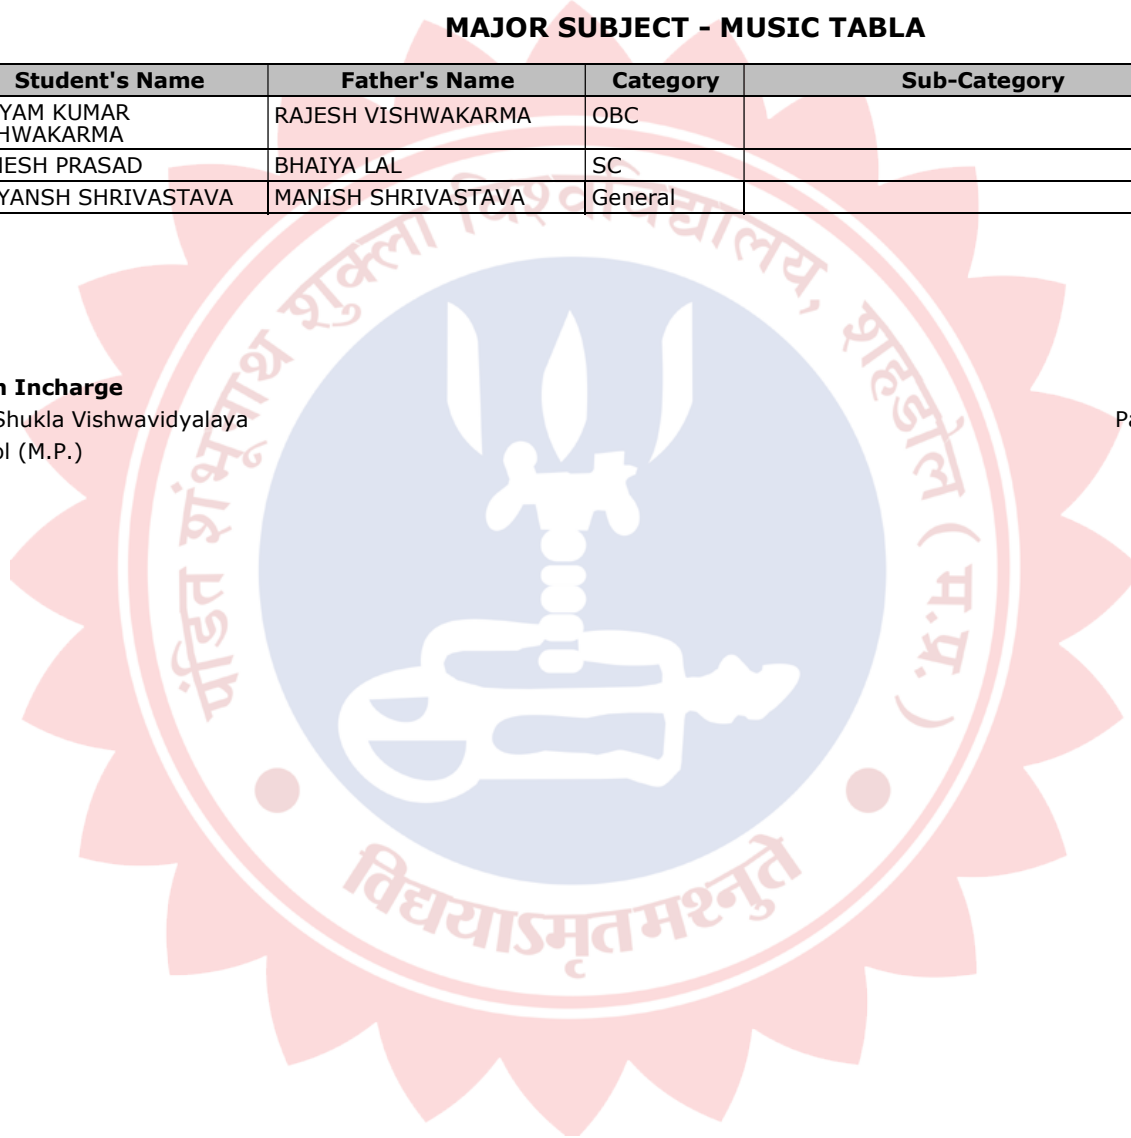 MAJOR SUBJECT - MUSIC TABLA
Student's Name Father's Name Category Sub-Category
YAM KUMAR RAJESH VISHWAKARMA OBC
HWAKARMA
ESH PRASAD BHAIYA LAL SC
YANSH SHRIVASTAVA MANISH SHRIVASTAVA General
Incharge
Shukla Vishwavidyalaya Pa
ol (M.P.)
पंडित शंभूनाथ शुक्ला विश्वविद्यालय, शहडोल (म.प्र.)
विद्ययाऽमृतमश्नुते